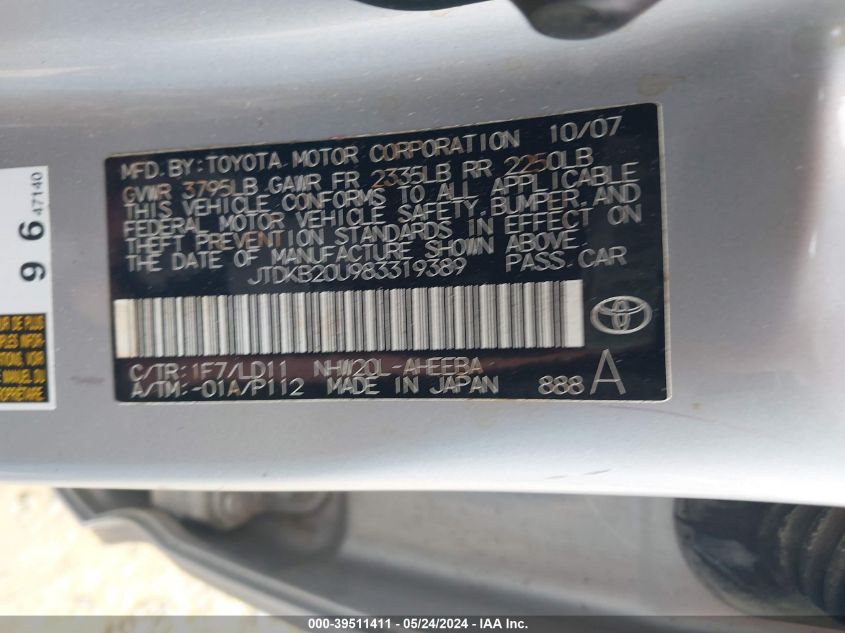 MFD. BY: TOYOTA MOTOR CORPORATION 10/07
GVWR 3795LB GAWR FR 2335LB RR 2250LB
THIS VEHICLE CONFORMS TO ALL APPLICABLE
FEDERAL MOTOR VEHICLE SAFETY, BUMPER, AND
THEFT PREVENTION STANDARDS IN EFFECT ON
THE DATE OF MANUFACTURE SHOWN ABOVE.
JTDKB20U983319389 PASS. CAR
C/TR: 1F7/LD11 NHW20L-AHEEBA
A/TM: -01A/P112 MADE IN JAPAN 888 A
96 47140
000-39511411 - 05/24/2024 - IAA Inc.